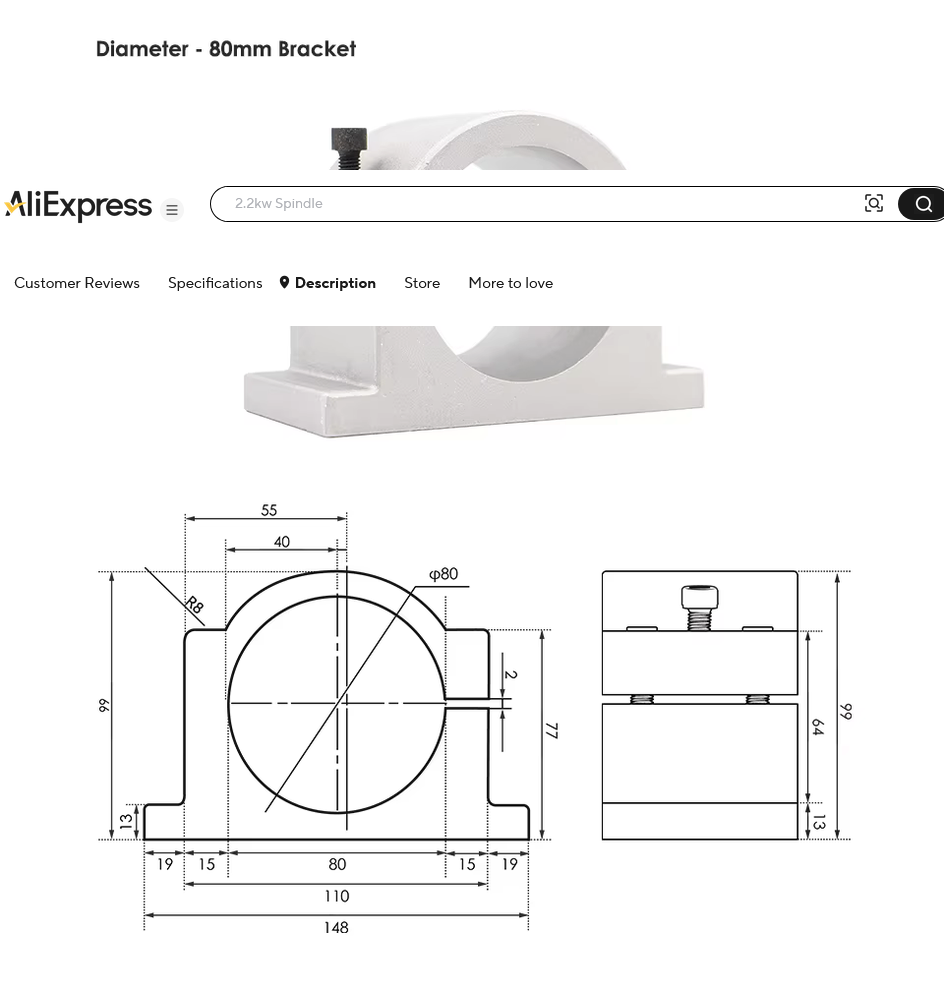 Diameter - 80mm Bracket
AliExpress
2.2kw Spindle
Customer Reviews Specifications Description Store More to love
55
40
φ80
R8
99
2
77
13
19 15 80 15 19
110
148
64
99
13